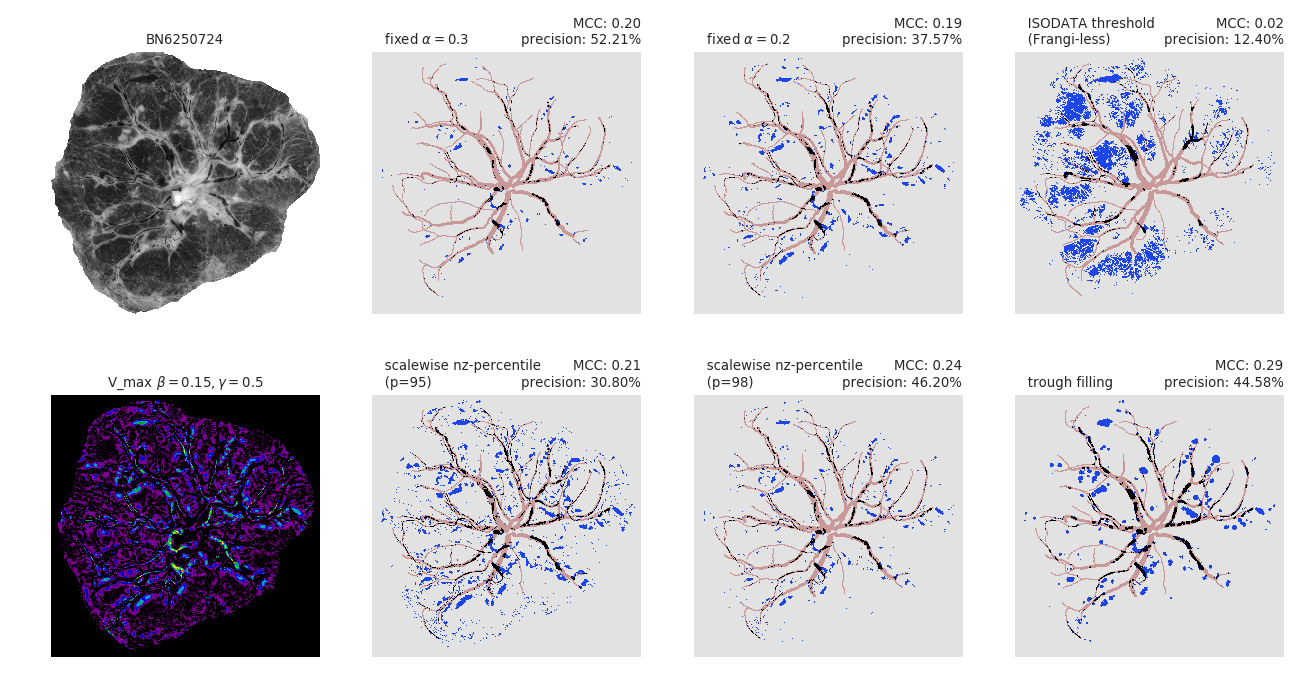 BN6250724
MCC: 0.20
fixed α = 0.3 precision: 52.21%
MCC: 0.19
fixed α = 0.2 precision: 37.57%
ISODATA threshold MCC: 0.02
(Frangi-less) precision: 12.40%
V_max β = 0.15, γ = 0.5
scalewise nz-percentile MCC: 0.21
(p=95) precision: 30.80%
scalewise nz-percentile MCC: 0.24
(p=98) precision: 46.20%
MCC: 0.29
trough filling precision: 44.58%